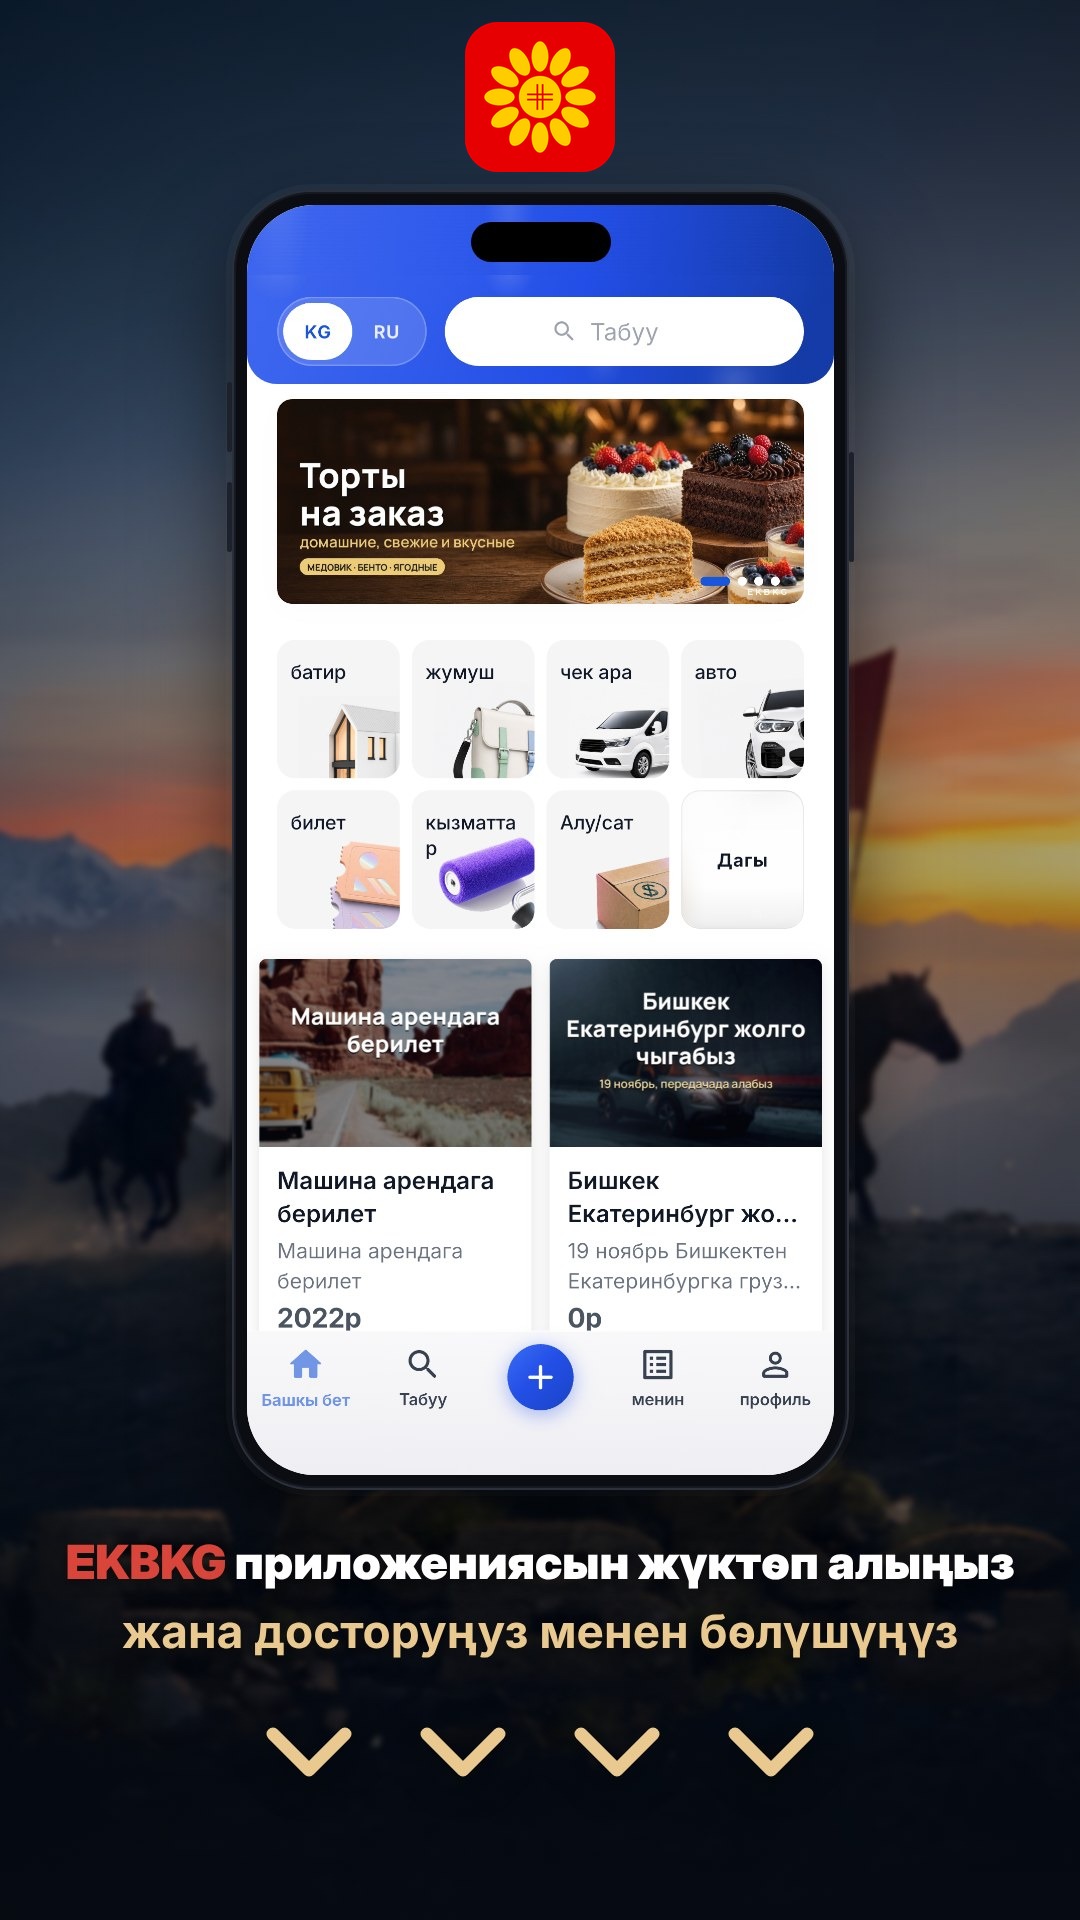 KG RU Табуу
Торты
на заказ
домашние, свежие и вкусные
МЕДОВИК · БЕНТО · ЯГОДНЫЕ
EKBKG
батир жумуш чек ара авто
билет кызматта
р Алу/сат Дагы
Машина арендага
берилет
Бишкек
Екатеринбург жолго
чыгабыз
19 ноябрь, передачада алабыз
Машина арендага
берилет
Машина арендага
берилет
2022р
Бишкек
Екатеринбург жо...
19 ноябрь Бишкектен
Екатеринбургка груз...
0р
Башкы бет Табуу менин профиль
EKBKG приложениясын жүктөп алыңыз
жана досторуңуз менен бөлүшүңүз